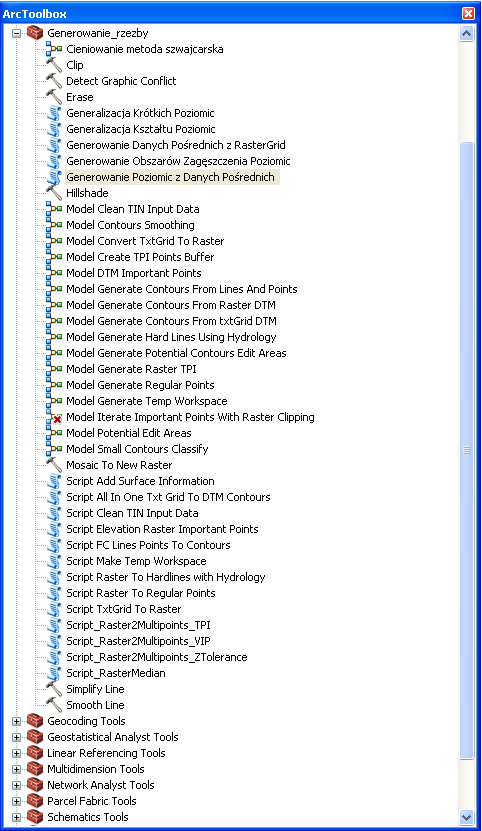 ArcToolbox
Generowanie_rzezby
Cieniowanie metoda szwajcarska
Clip
Detect Graphic Conflict
Erase
Generalizacja Krótkich Poziomic
Generalizacja Kształtu Poziomic
Generowanie Danych Pośrednich z RasterGrid
Generowanie Obszarów Zagęszczenia Poziomic
Generowanie Poziomic z Danych Pośrednich
Hillshade
Model Clean TIN Input Data
Model Contours Smoothing
Model Convert TxtGrid To Raster
Model Create TPI Points Buffer
Model DTM Important Points
Model Generate Contours From Lines And Points
Model Generate Contours From Raster DTM
Model Generate Contours From txtGrid DTM
Model Generate Hard Lines Using Hydrology
Model Generate Potential Contours Edit Areas
Model Generate Raster TPI
Model Generate Regular Points
Model Generate Temp Workspace
Model Iterate Important Points With Raster Clipping
Model Potential Edit Areas
Model Small Contours Classify
Mosaic To New Raster
Script Add Surface Information
Script All In One Txt Grid To DTM Contours
Script Clean TIN Input Data
Script Elevation Raster Important Points
Script FC Lines Points To Contours
Script Make Temp Workspace
Script Raster To Hardlines with Hydrology
Script Raster To Regular Points
Script TxtGrid To Raster
Script_Raster2Multipoints_TPI
Script_Raster2Multipoints_VIP
Script_Raster2Multipoints_ZTolerance
Script_RasterMedian
Simplify Line
Smooth Line
Geocoding Tools
Geostatistical Analyst Tools
Linear Referencing Tools
Multidimension Tools
Network Analyst Tools
Parcel Fabric Tools
Schematics Tools